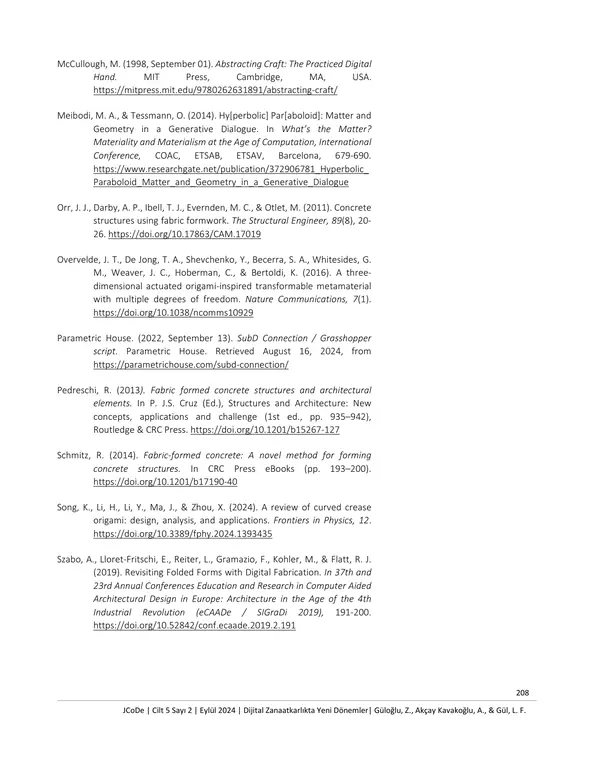 McCullough, M. (1998, September 01). Abstracting Craft: The Practiced Digital
Hand. MIT Press, Cambridge, MA, USA.
https://mitpress.mit.edu/9780262631891/abstracting-craft/
Meibodi, M. A., & Tessmann, O. (2014). Hy[perbolic] Par[aboloid]: Matter and
Geometry in a Generative Dialogue. In What's the Matter?
Materiality and Materialism at the Age of Computation, International
Conference, COAC, ETSAB, ETSAV, Barcelona, 679-690.
https://www.researchgate.net/publication/372906781_Hyperbolic_
Paraboloid_Matter_and_Geometry_in_a_Generative_Dialogue
Orr, J. J., Darby, A. P., Ibell, T. J., Evernden, M. C., & Otlet, M. (2011). Concrete
structures using fabric formwork. The Structural Engineer, 89(8), 20-
26. https://doi.org/10.17863/CAM.17019
Overvelde, J. T., De Jong, T. A., Shevchenko, Y., Becerra, S. A., Whitesides, G.
M., Weaver, J. C., Hoberman, C., & Bertoldi, K. (2016). A three-
dimensional actuated origami-inspired transformable metamaterial
with multiple degrees of freedom. Nature Communications, 7(1).
https://doi.org/10.1038/ncomms10929
Parametric House. (2022, September 13). SubD Connection / Grasshopper
script. Parametric House. Retrieved August 16, 2024, from
https://parametrichouse.com/subd-connection/
Pedreschi, R. (2013). Fabric formed concrete structures and architectural
elements. In P. J.S. Cruz (Ed.), Structures and Architecture: New
concepts, applications and challenge (1st ed., pp. 935–942),
Routledge & CRC Press. https://doi.org/10.1201/b15267-127
Schmitz, R. (2014). Fabric-formed concrete: A novel method for forming
concrete structures. In CRC Press eBooks (pp. 193–200).
https://doi.org/10.1201/b17190-40
Song, K., Li, H., Li, Y., Ma, J., & Zhou, X. (2024). A review of curved crease
origami: design, analysis, and applications. Frontiers in Physics, 12.
https://doi.org/10.3389/fphy.2024.1393435
Szabo, A., Lloret-Fritschi, E., Reiter, L., Gramazio, F., Kohler, M., & Flatt, R. J.
(2019). Revisiting Folded Forms with Digital Fabrication. In 37th and
23rd Annual Conferences Education and Research in Computer Aided
Architectural Design in Europe: Architecture in the Age of the 4th
Industrial Revolution (eCAADe / SIGraDi 2019), 191-200.
https://doi.org/10.52842/conf.ecaade.2019.2.191
208
JCoDe | Cilt 5 Sayı 2 | Eylül 2024 | Dijital Zanaatkarlıkta Yeni Dönemler| Güloğlu, Z., Akçay Kavakoğlu, A., & Gül, L. F.